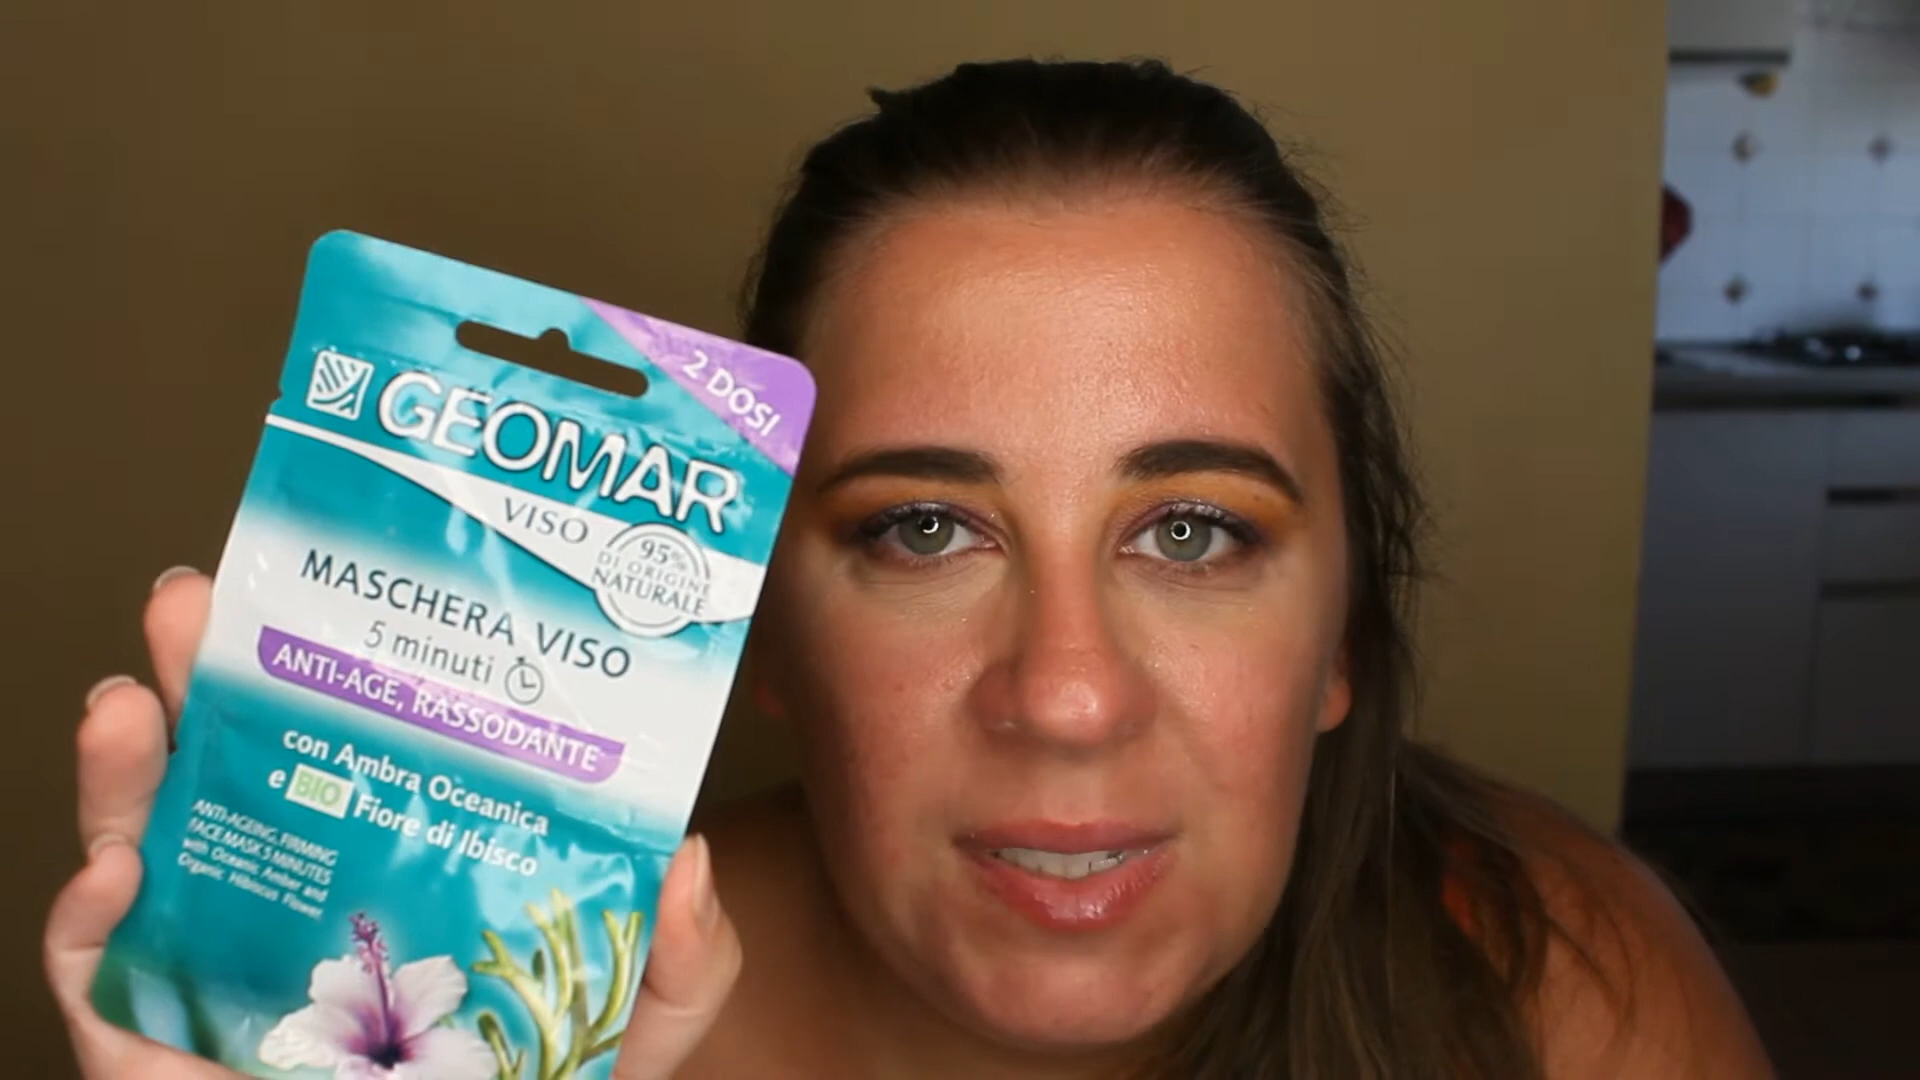 2 DOSI
GEOMAR
VISO
95%
DI ORIGINE
NATURALE
MASCHERA VISO
5 minuti
ANTI-AGE, RASSODANTE
con Ambra Oceanica
e BIO Fiore di Ibisco
ANTI-AGEING, FIRMING
FACE MASK 5 MINUTES
with Oceanic Amber and
Organic Hibiscus Flower